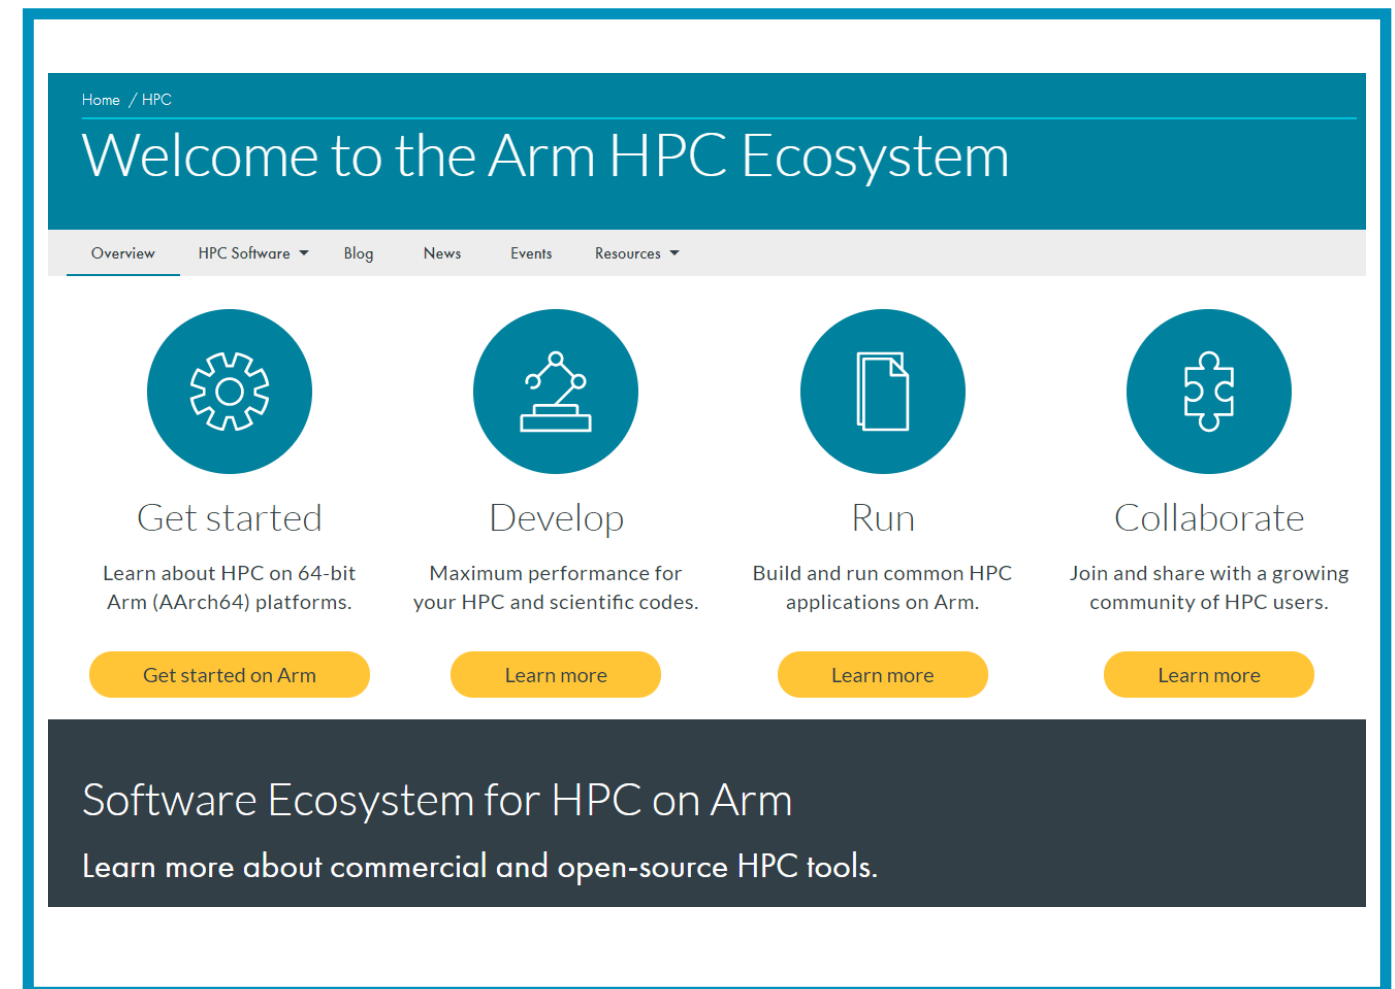 Home / HPC
Welcome to the Arm HPC Ecosystem
Overview HPC Software Blog News Events Resources
Get started
Learn about HPC on 64-bit
Arm (AArch64) platforms.
Get started on Arm
Develop
Maximum performance for
your HPC and scientific codes.
Learn more
Run
Build and run common HPC
applications on Arm.
Learn more
Collaborate
Join and share with a growing
community of HPC users.
Learn more
Software Ecosystem for HPC on Arm
Learn more about commercial and open-source HPC tools.